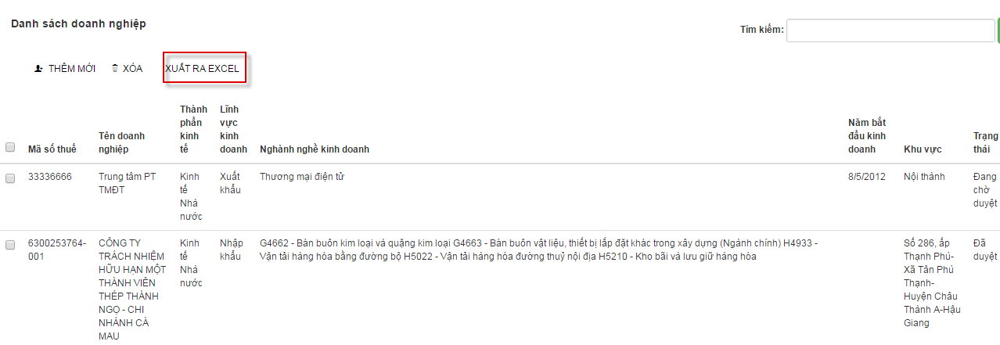 Danh sách doanh nghiệp
Tìm kiếm:
THÊM MỚI XÓA XUẤT RA EXCEL
Mã số thuế
Tên doanh
nghiệp
Thành
phần
kinh
tế
Lĩnh
vực
kinh
doanh
Nghành nghề kinh doanh
Năm bắt
đầu kinh
doanh
Khu vực
Trạng
thái
33336666
Trung tâm PT
TMĐT
Kinh
tế
Nhà
nước
Xuất
khẩu
Thương mại điện tử
8/5/2012
Nội thành
Đang
chờ
duyệt
6300253764-
001
CÔNG TY
TRÁCH NHIỆM
HỮU HẠN MỘT
THÀNH VIÊN
THÉP THÀNH
NGỌ - CHI
NHÁNH CÀ
MAU
Kinh
tế
Nhà
nước
Nhập
khẩu
G4662 - Bán buôn kim loại và quặng kim loại G4663 - Bán buôn vật liệu, thiết bị lắp đặt khác trong xây dựng (Ngành chính) H4933 -
Vận tải hàng hóa bằng đường bộ H5022 - Vận tải hàng hóa đường thuỷ nội địa H5210 - Kho bãi và lưu giữ hàng hóa
Số 286, ấp
Thạnh Phú-
Xã Tân Phú
Thạnh-
Huyện Châu
Thành A-Hậu
Giang
Đã
duyệt